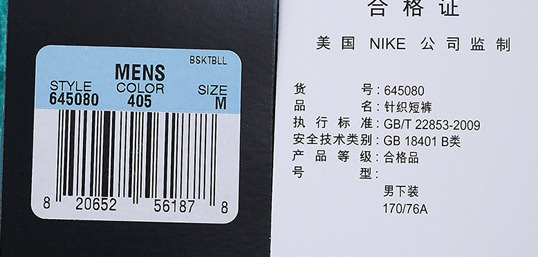 BSKTBLL
MENS
STYLE COLOR SIZE
645080 405 M
8 20652 56187 8
合格证
美国 NIKE 公司监制
货号:645080
品名:针织短裤
执行标准:GB/T 22853-2009
安全技术类别:GB 18401 B类
产品等级:合格品
号型:
男下装
170/76A